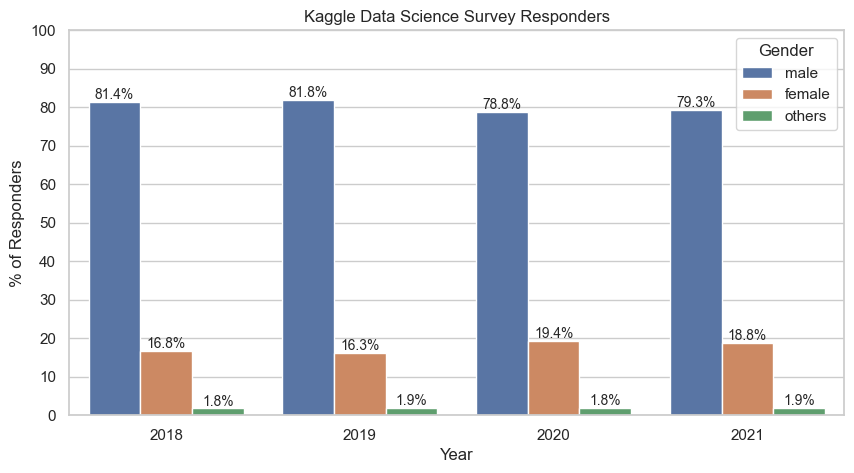 Kaggle Data Science Survey Responders
% of Responders
100
90
80
70
60
50
40
30
20
10
0
81.4%
16.8%
1.8%
81.8%
16.3%
1.9%
78.8%
19.4%
1.8%
79.3%
18.8%
1.9%
Gender
male
female
others
2018 2019 2020 2021
Year